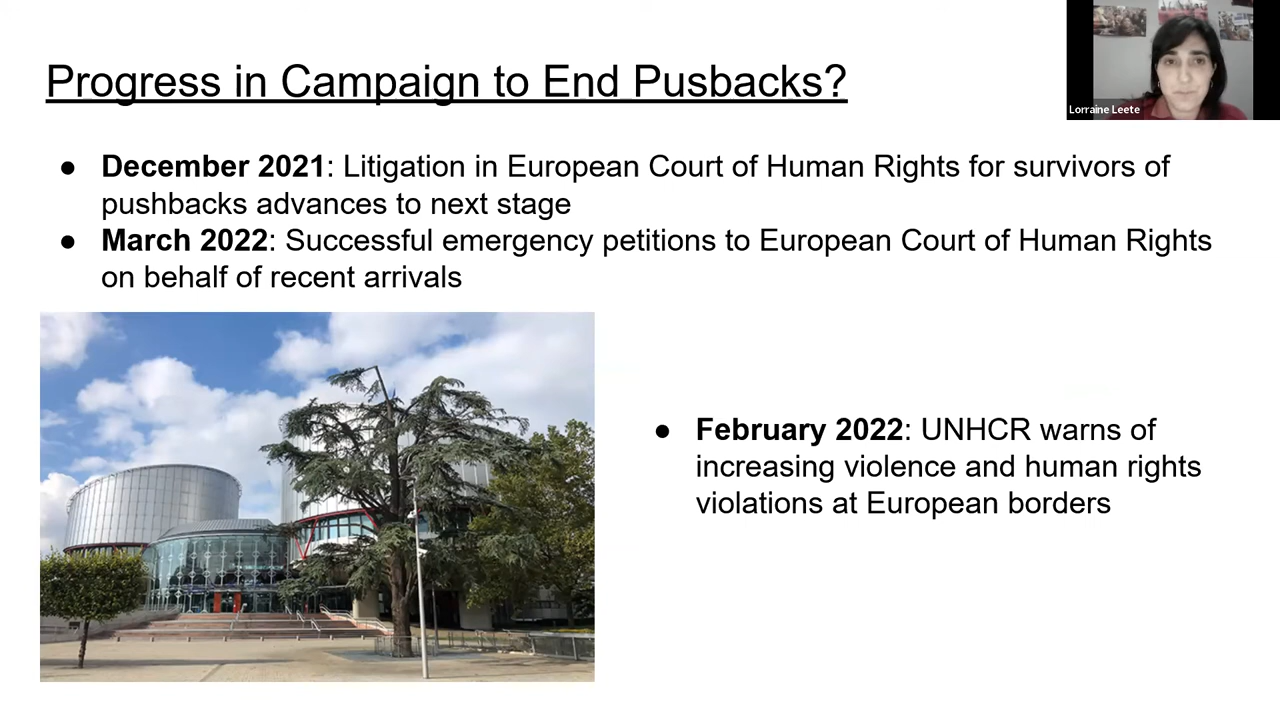 Progress in Campaign to End Pusbacks?
Lorraine Leete
● December 2021: Litigation in European Court of Human Rights for survivors of
pushbacks advances to next stage
● March 2022: Successful emergency petitions to European Court of Human Rights
on behalf of recent arrivals
● February 2022: UNHCR warns of
increasing violence and human rights
violations at European borders